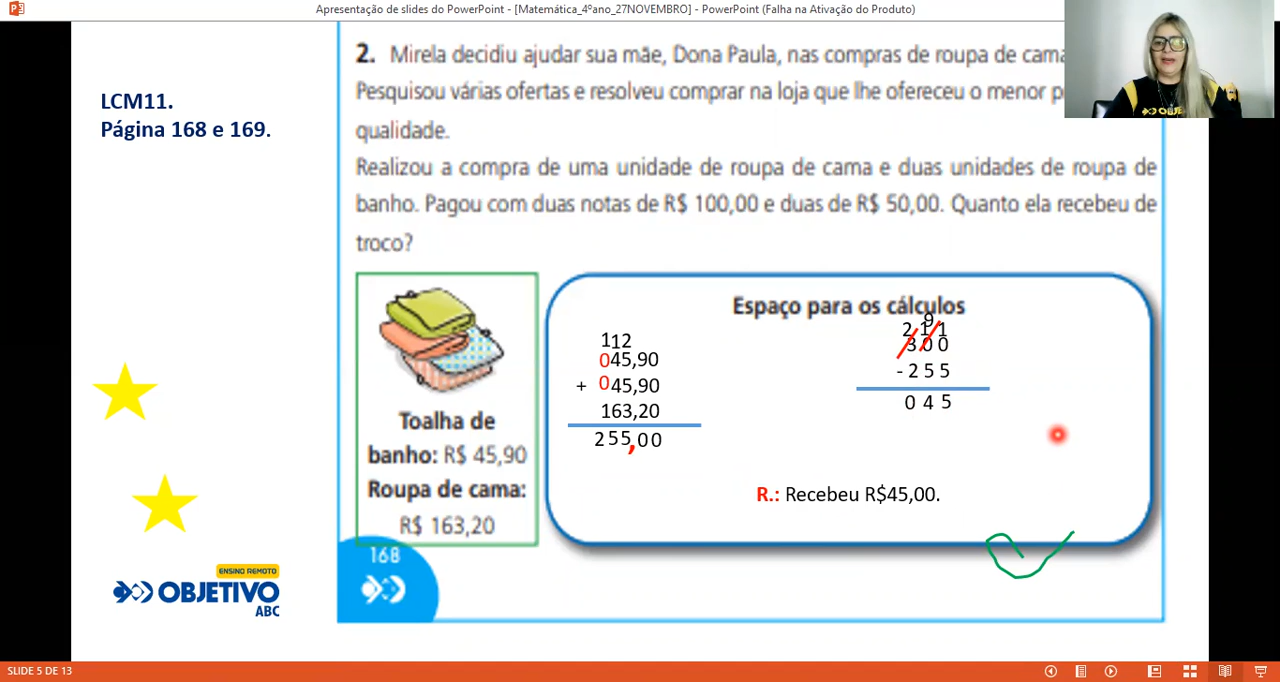 Apresentação de slides do PowerPoint - [Matemática_4ºano_27NOVEMBRO] - PowerPoint (Falha na Ativação do Produto)
LCM11.
Página 168 e 169.
2. Mirela decidiu ajudar sua mãe, Dona Paula, nas compras de roupa de cama
Pesquisou várias ofertas e resolveu comprar na loja que lhe ofereceu o menor
qualidade.
Realizou a compra de uma unidade de roupa de cama e duas unidades de roupa de
banho. Pagou com duas notas de R$ 100,00 e duas de R$ 50,00. Quanto ela recebeu de
troco?
Toalha de
banho: R$ 45,90
Roupa de cama:
R$ 163,20
Espaço para os cálculos
112
045,90
+ 045,90
163,20
255,00
9
2 1 1
3 0 0
- 2 5 5
0 4 5
R.: Recebeu R$45,00.
168
ENSINO REMOTO
OBJETIVO
ABC
SLIDE 5 DE 13